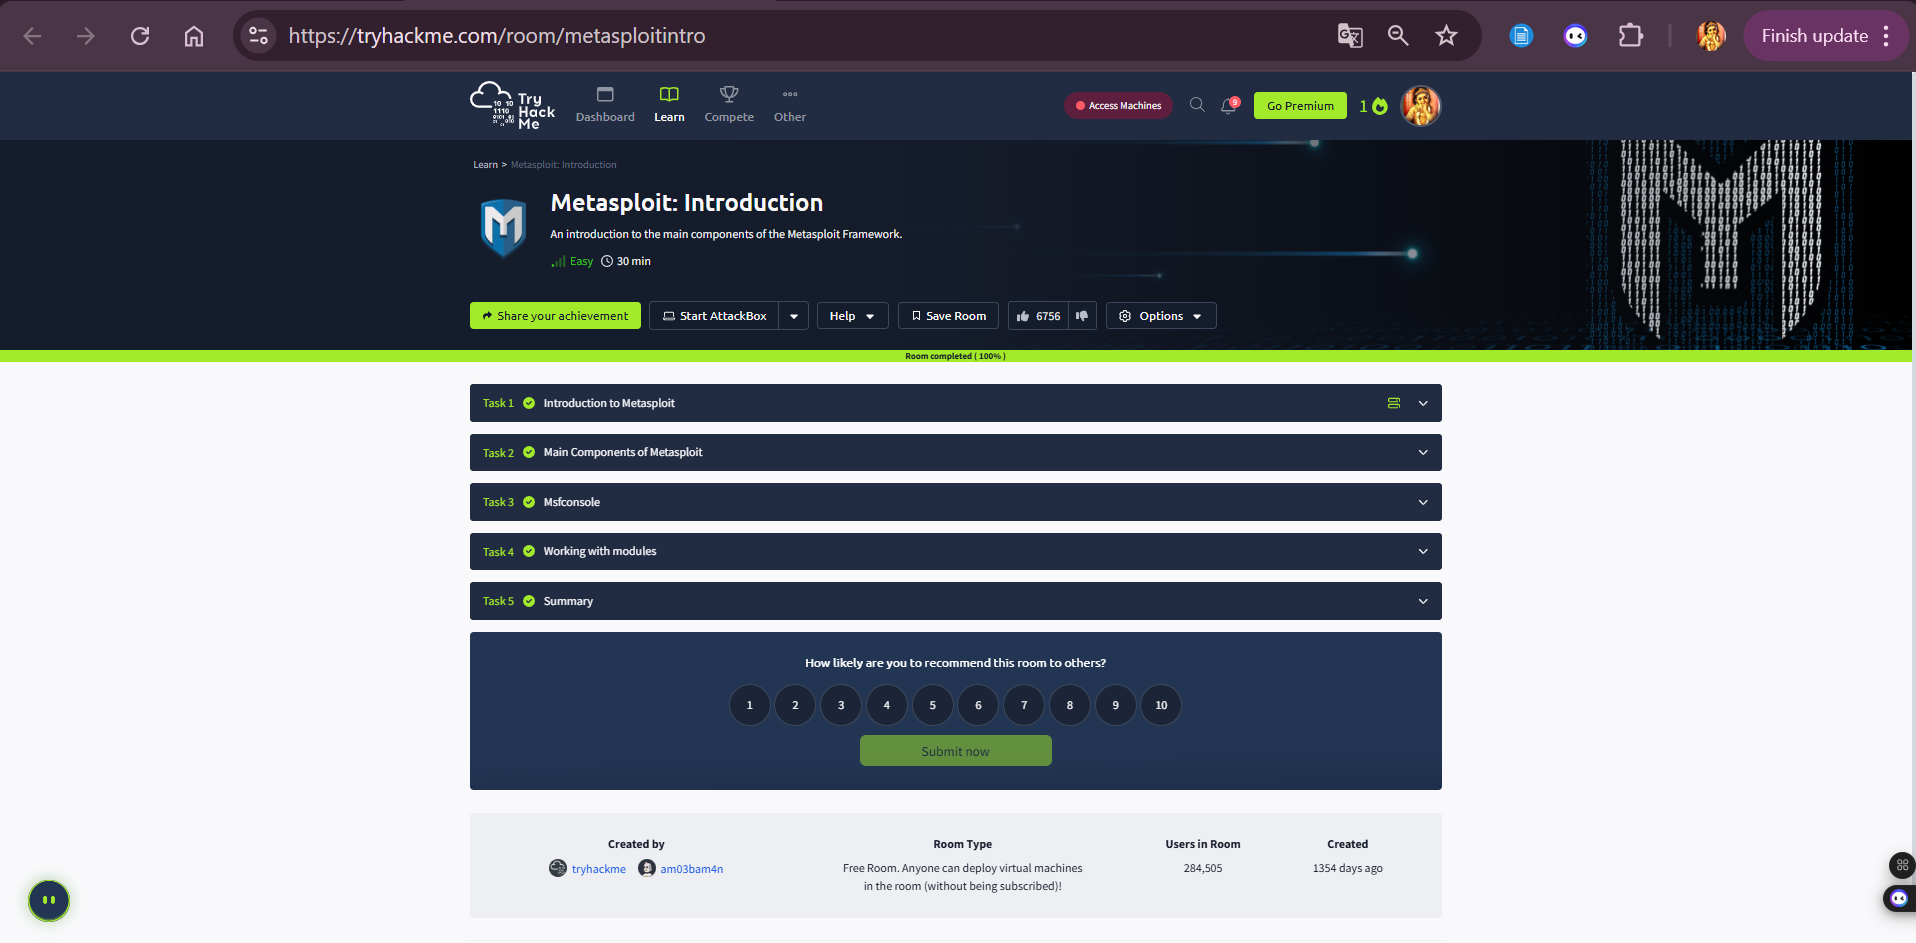 https://tryhackme.com/room/metasploitintro
Finish update
Try
Hack
Me
Dashboard
Learn
Compete
Other
Access Machines
9
Go Premium
1
Learn > Metasploit: Introduction
Metasploit: Introduction
An introduction to the main components of the Metasploit Framework.
Easy 30 min
Share your achievement
Start AttackBox
Help
Save Room
6756
Options
Room completed ( 100% )
Task 1 Introduction to Metasploit
Task 2 Main Components of Metasploit
Task 3 Msfconsole
Task 4 Working with modules
Task 5 Summary
How likely are you to recommend this room to others?
1 2 3 4 5 6 7 8 9 10
Submit now
Created by
tryhackme am03bam4n
Room Type
Free Room. Anyone can deploy virtual machines
in the room (without being subscribed)!
Users in Room
284,505
Created
1354 days ago